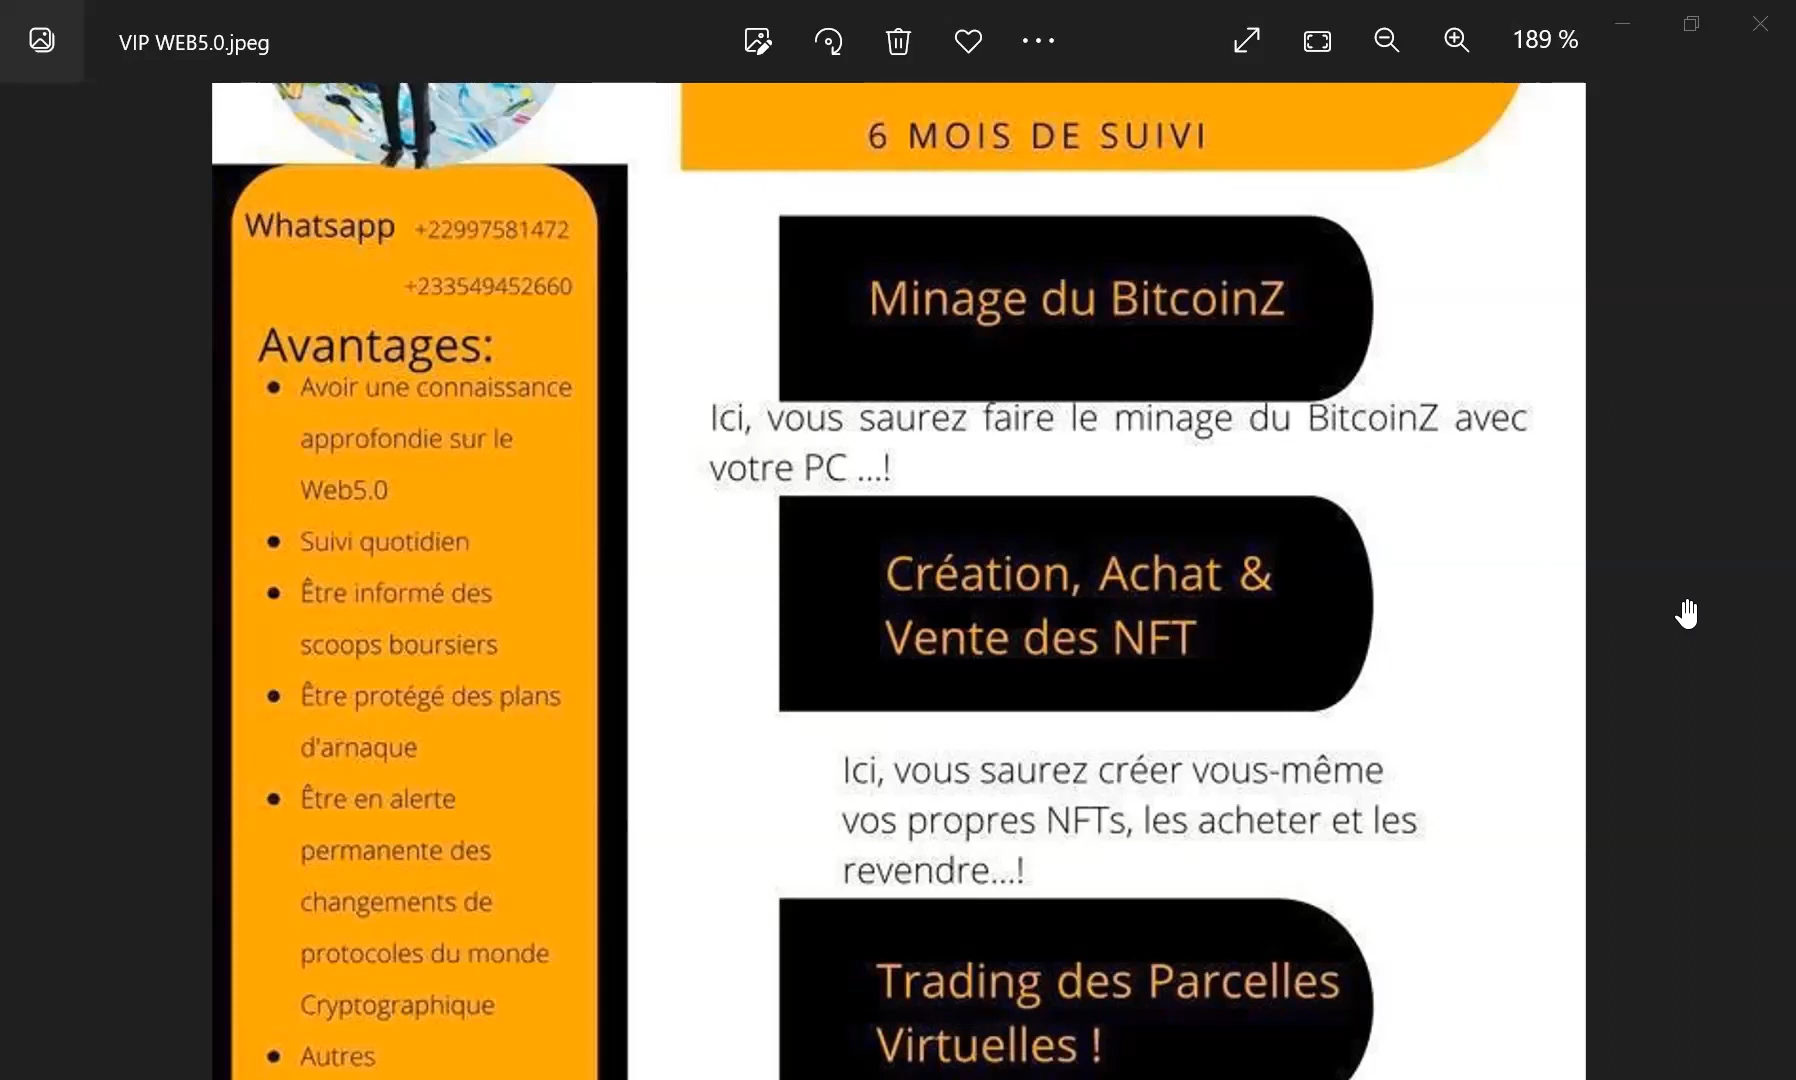 VIP WEB5.0.jpeg
189 %
6 MOIS DE SUIVI
Whatsapp +22997581472
+233549452660
Avantages:
• Avoir une connaissance
approfondie sur le
Web5.0
• Suivi quotidien
• Être informé des
scoops boursiers
• Être protégé des plans
d'arnaque
• Être en alerte
permanente des
changements de
protocoles du monde
Cryptographique
• Autres
Minage du BitcoinZ
Ici, vous saurez faire le minage du BitcoinZ avec
votre PC ...!
Création, Achat &
Vente des NFT
Ici, vous saurez créer vous-même
vos propres NFTs, les acheter et les
revendre...!
Trading des Parcelles
Virtuelles !